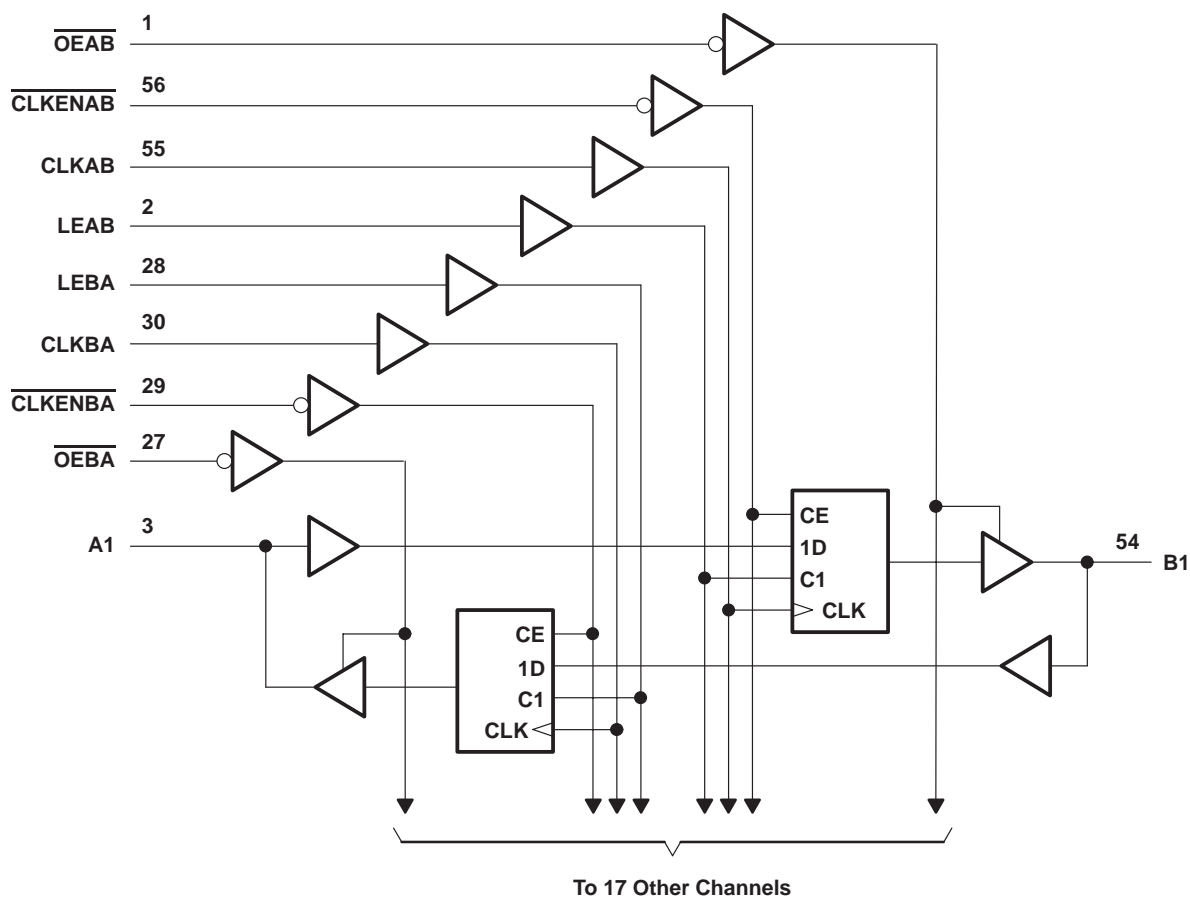 1
OEAB
56
CLKENAB
55
CLKAB
2
LEAB
28
LEBA
30
CLKBA
29
CLKENBA
27
OEBA
3
A1
CE
1D
C1
CLK
54
B1
CE
1D
C1
CLK
To 17 Other Channels